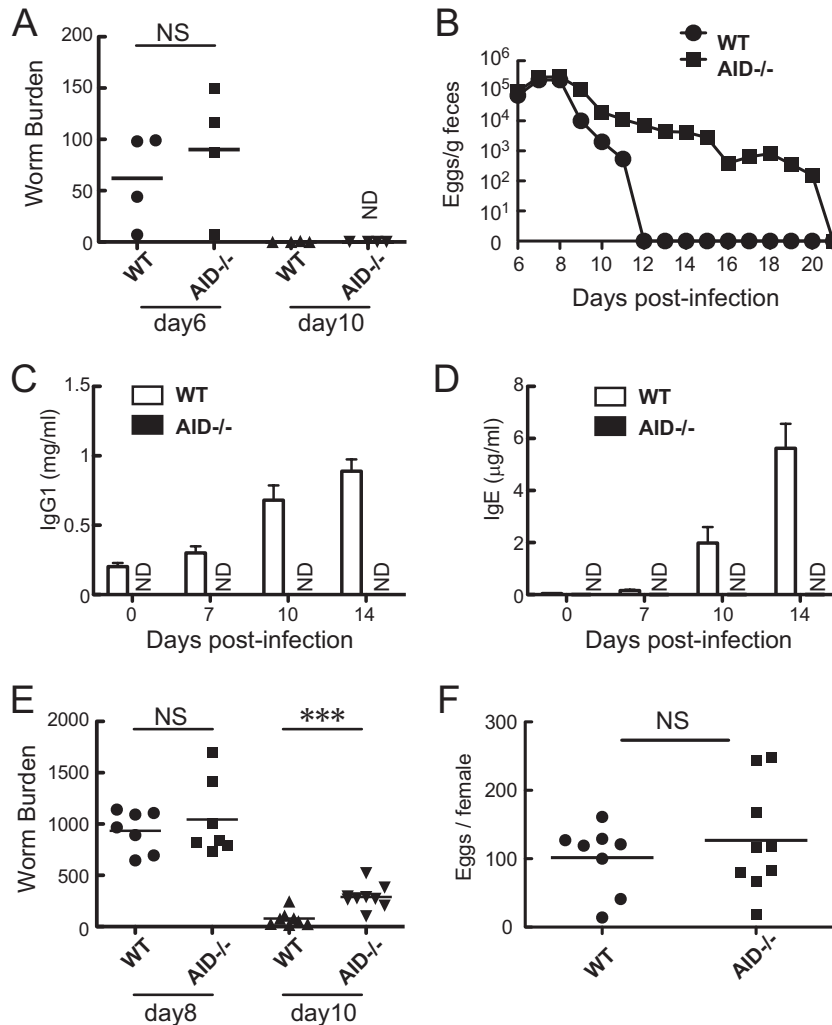 A
NS
Worm Burden
200
150
100
50
0
ND
WT
AID-/-
WT
AID-/-
day6
day10
B
WT
AID-/-
Eggs/g feces
10⁶
10⁵
10⁴
10³
10²
10¹
0
6 8 10 12 14 16 18 20
Days post-infection
C
WT
AID-/-
IgG1 (mg/ml)
1.5
1
0.5
0
ND ND ND ND
0 7 10 14
Days post-infection
D
WT
AID-/-
IgE (μg/ml)
8
6
4
2
0
ND ND ND ND
0 7 10 14
Days post-infection
E
NS
***
Worm Burden
2000
1500
1000
500
0
WT
AID-/-
WT
AID-/-
day8
day10
F
NS
Eggs / female
300
200
100
0
WT
AID-/-